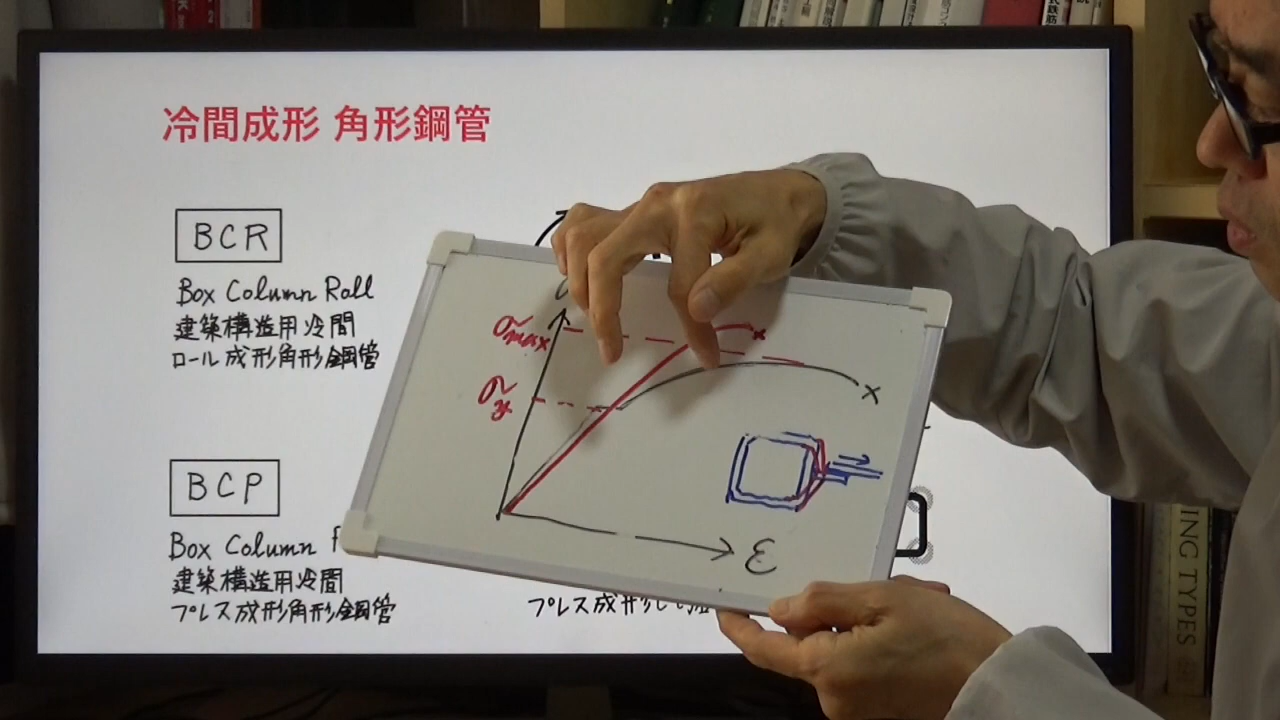 冷間成形 角形鋼管
BCR
Box Column Roll
建築構造用冷間
ロール成形角形鋼管
BCP
Box Column
建築構造用冷間
プレス成形角形鋼管
プレス成形し
σmax
σy
ε
ING TYPES